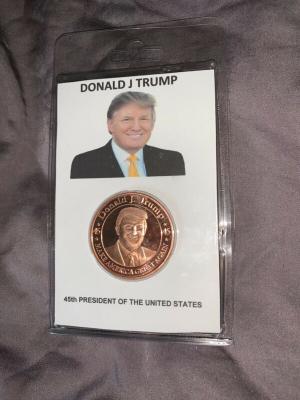 DONALD J TRUMP
Donald J. Trump
MAKE AMERICA GREAT AGAIN
45th PRESIDENT OF THE UNITED STATES